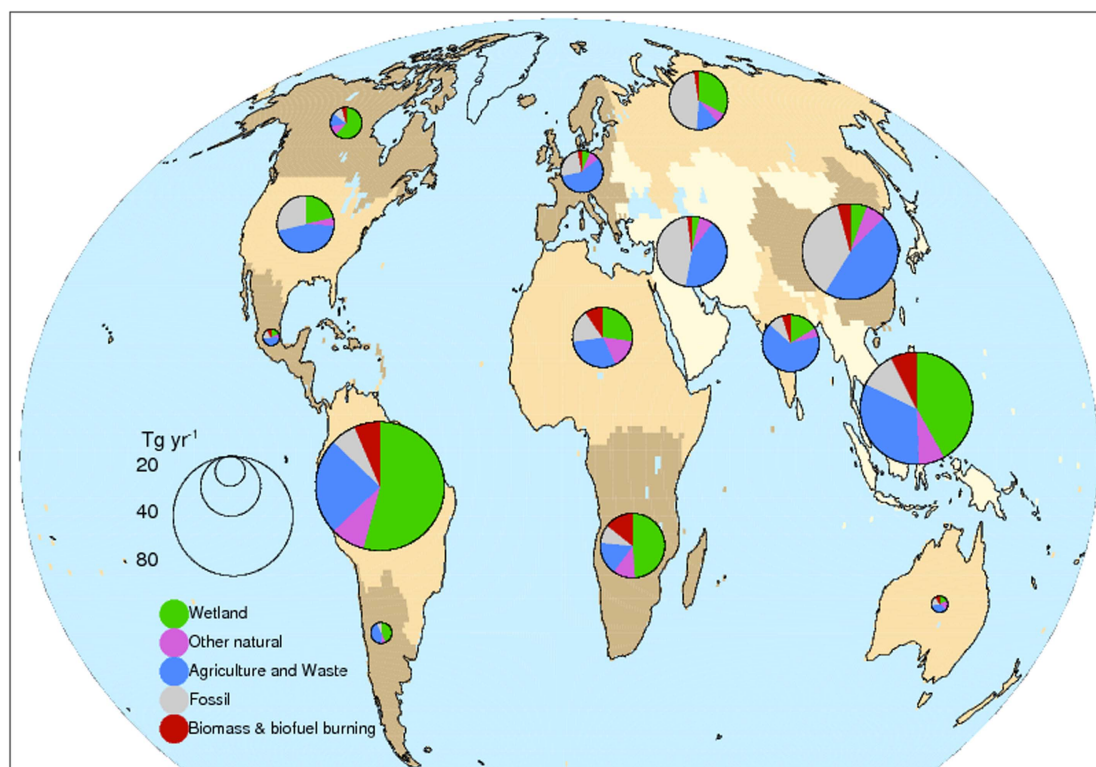 Tg yr-1
20
40
80
Wetland
Other natural
Agriculture and Waste
Fossil
Biomass & biofuel burning